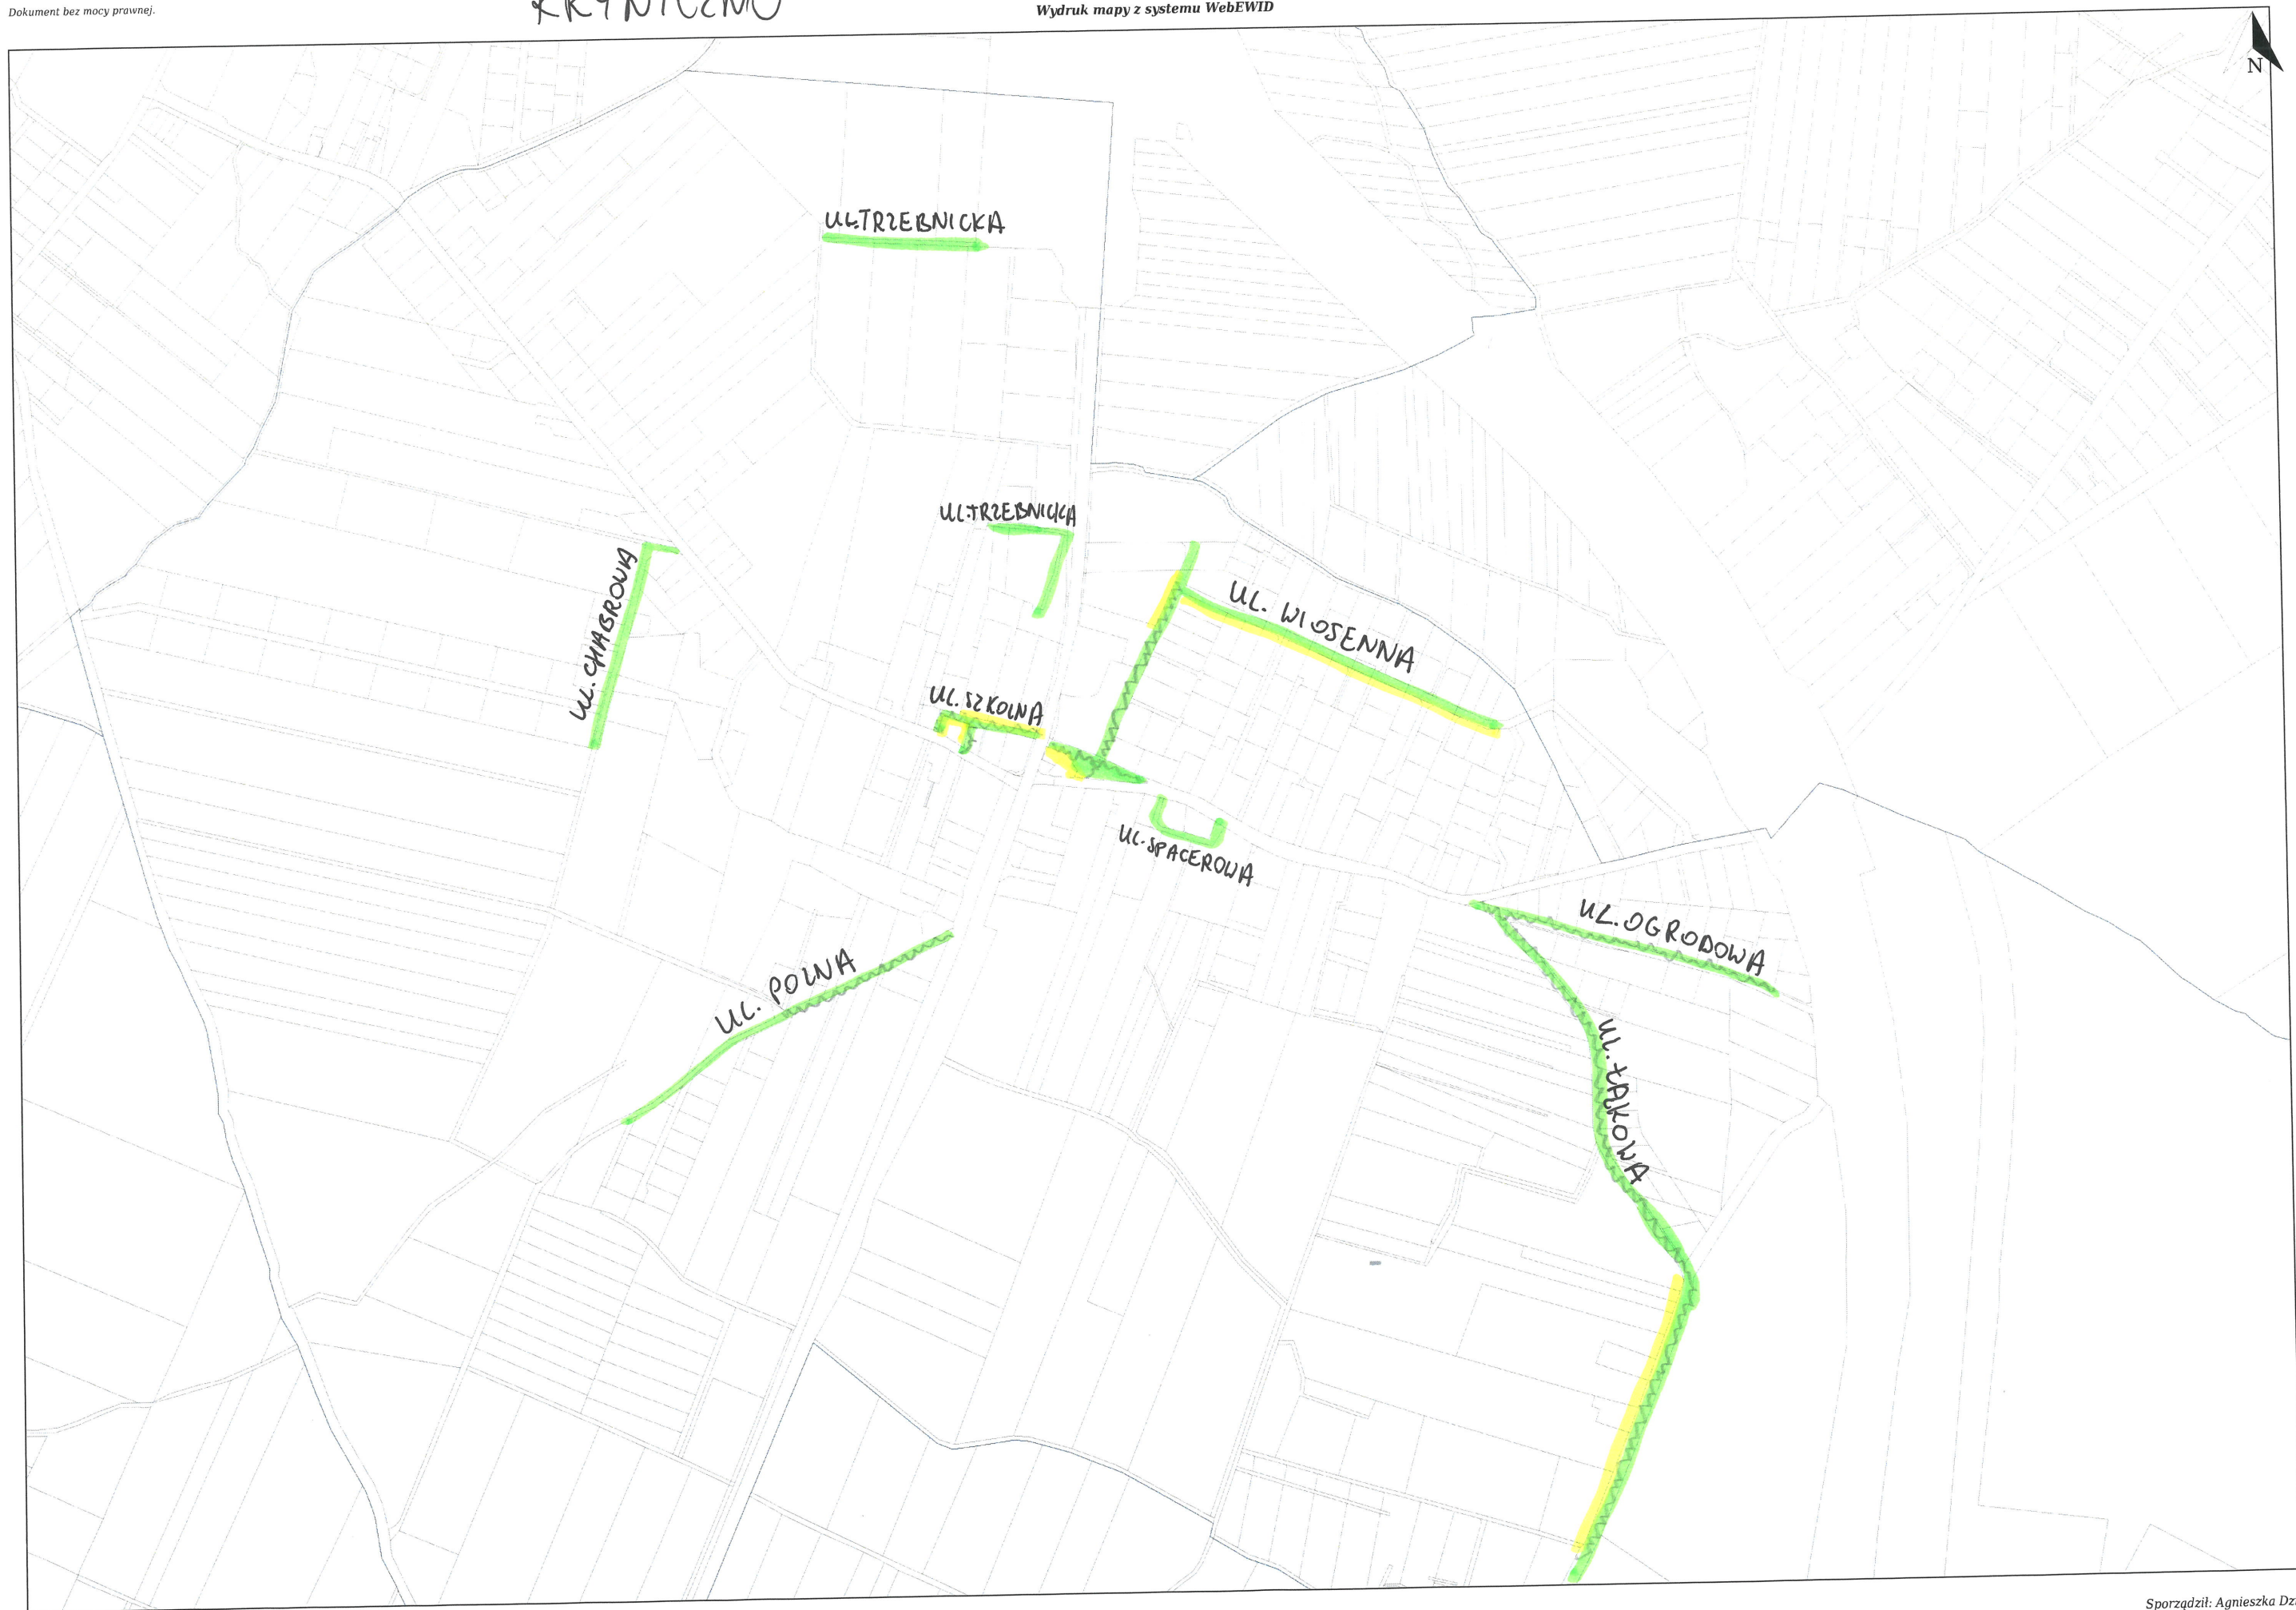 Dokument bez mocy prawnej.
KRYNICZNO
Wydruk mapy z systemu WebEWID
N
UL.TRZEBNICKA
UL.TRZEBNICKA
UL. CHABROWA
UL. WIOSENNA
UL. SZKOLNA
UL. SPACEROWA
UL. OGRODOWA
UL. POLNA
UL. ŁĄKOWA
Sporządził: Agnieszka